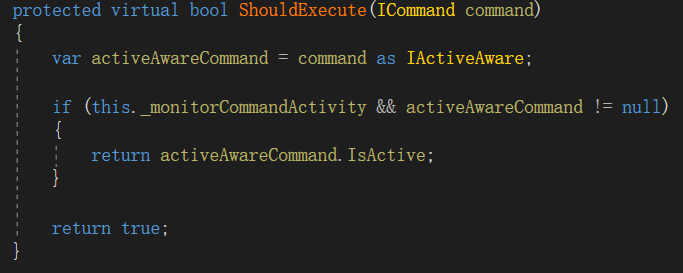 protected virtual bool ShouldExecute(ICommand command)
{
var activeAwareCommand = command as IActiveAware;
if (this._monitorCommandActivity && activeAwareCommand != null)
{
return activeAwareCommand.IsActive;
}
return true;
}